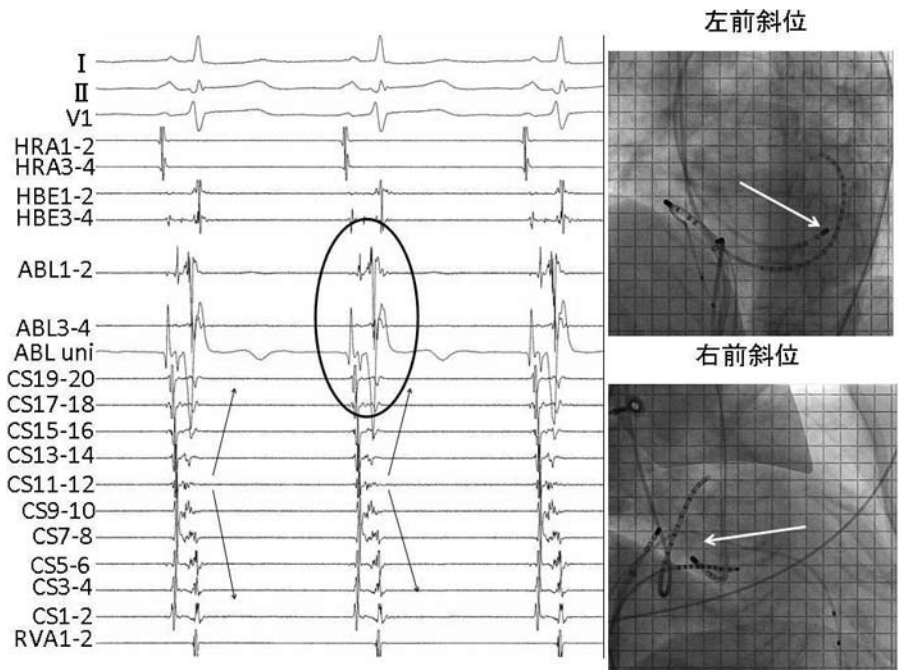 I
II
V1
HRA1-2
HRA3-4
HBE1-2
HBE3-4
ABL1-2
ABL3-4
ABL uni
CS19-20
CS17-18
CS15-16
CS13-14
CS11-12
CS9-10
CS7-8
CS5-6
CS3-4
CS1-2
RVA1-2
左前斜位
右前斜位